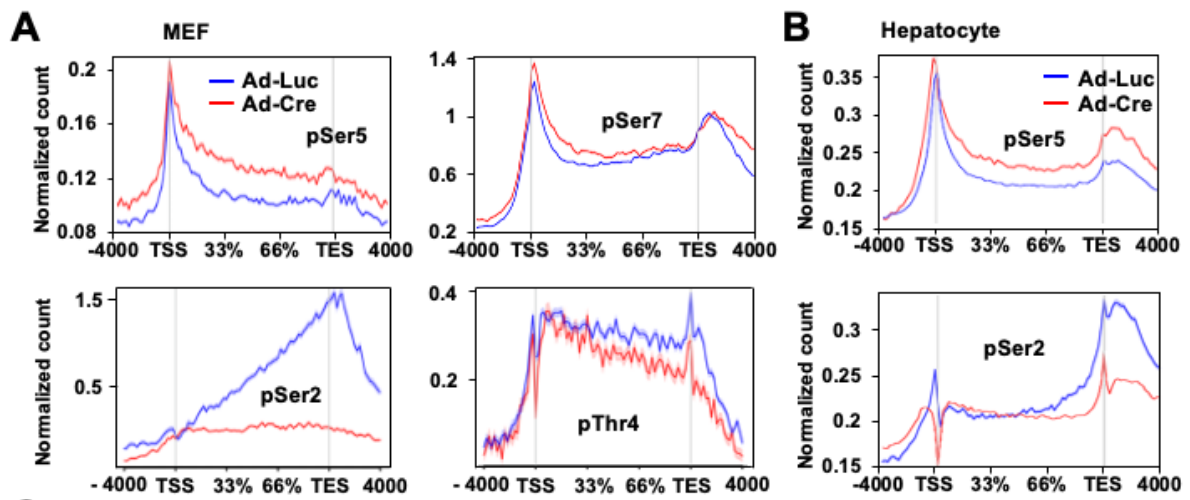 A
MEF
B
Hepatocyte
Normalized count
0.2
0.16
0.12
0.08
Ad-Luc
Ad-Cre
pSer5
-4000 TSS 33% 66% TES 4000
1.4
1
0.6
0.2
pSer7
-4000 TSS 33% 66% TES 4000
Normalized count
0.35
0.3
0.25
0.2
0.15
Ad-Luc
Ad-Cre
pSer5
-4000 TSS 33% 66% TES 4000
Normalized count
1.5
0.5
pSer2
- 4000 TSS 33% 66% TES 4000
0.4
0.2
pThr4
- 4000 TSS 33% 66% TES 4000
Normalized count
0.3
0.25
0.2
0.15
pSer2
-4000 TSS 33% 66% TES 4000